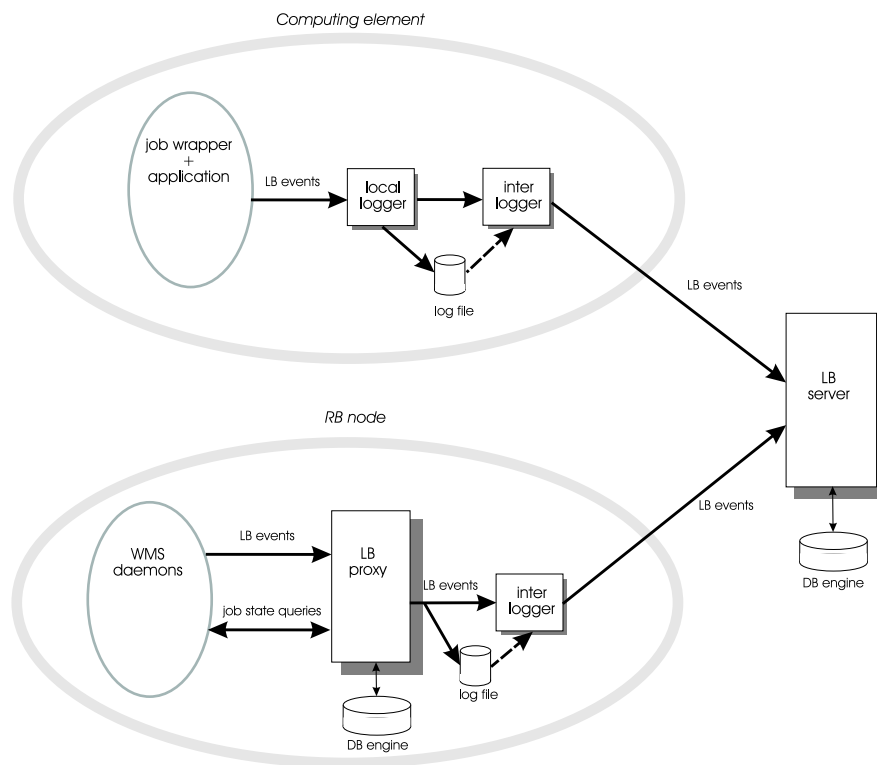 Computing element
job wrapper
+
application
LB events
local
logger
inter
logger
log file
LB events
LB
server
DB engine
RB node
WMS
daemons
LB events
job state queries
LB
proxy
DB engine
LB events
log file
inter
logger
LB events